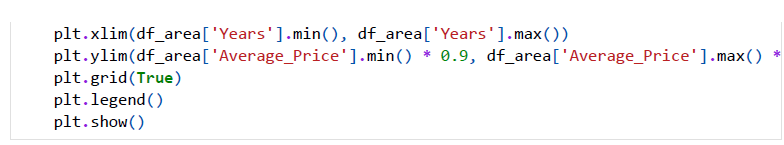 plt.xlim(df_area['Years'].min(), df_area['Years'].max())
plt.ylim(df_area['Average_Price'].min() * 0.9, df_area['Average_Price'].max() *
plt.grid(True)
plt.legend()
plt.show()